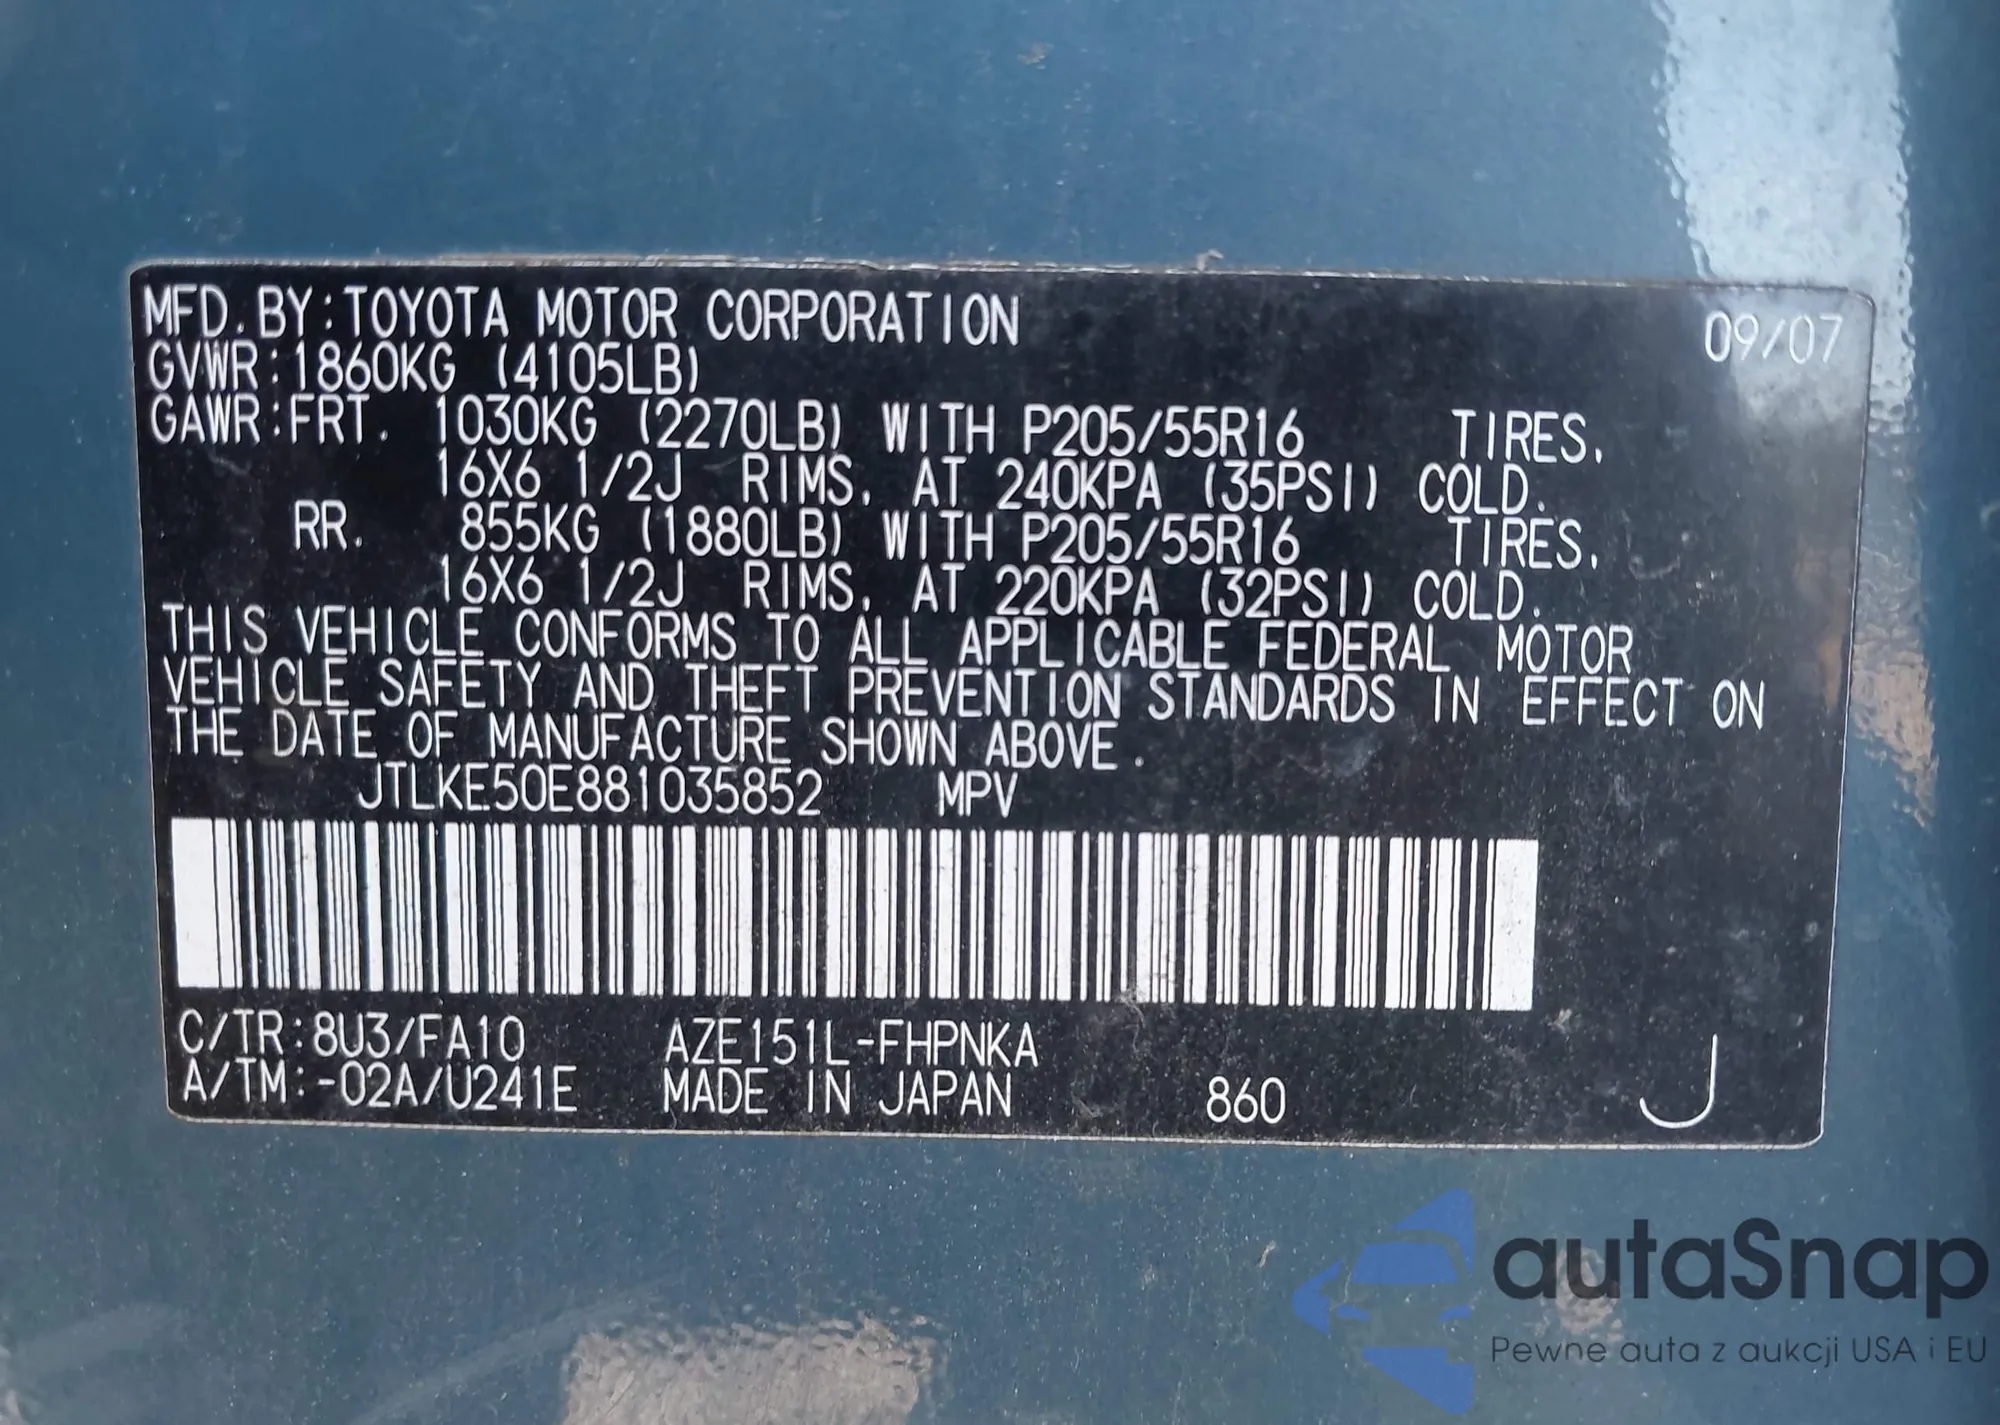 MFD. BY:TOYOTA MOTOR CORPORATION 09/07
GVWR:1860KG (4105LB)
GAWR:FRT. 1030KG (2270LB) WITH P205/55R16 TIRES.
16X6 1/2J RIMS, AT 240KPA (35PSI) COLD.
RR. 855KG (1880LB) WITH P205/55R16 TIRES.
16X6 1/2J RIMS, AT 220KPA (32PSI) COLD.
THIS VEHICLE CONFORMS TO ALL APPLICABLE FEDERAL MOTOR
VEHICLE SAFETY AND THEFT PREVENTION STANDARDS IN EFFECT ON
THE DATE OF MANUFACTURE SHOWN ABOVE.
JTLKE50E881035852 MPV
C/TR:8U3/FA10 AZE151L-FHPNKA
A/TM:-02A/U241E MADE IN JAPAN 860 J
autaSnap
Pewne auta z aukcji USA i EU